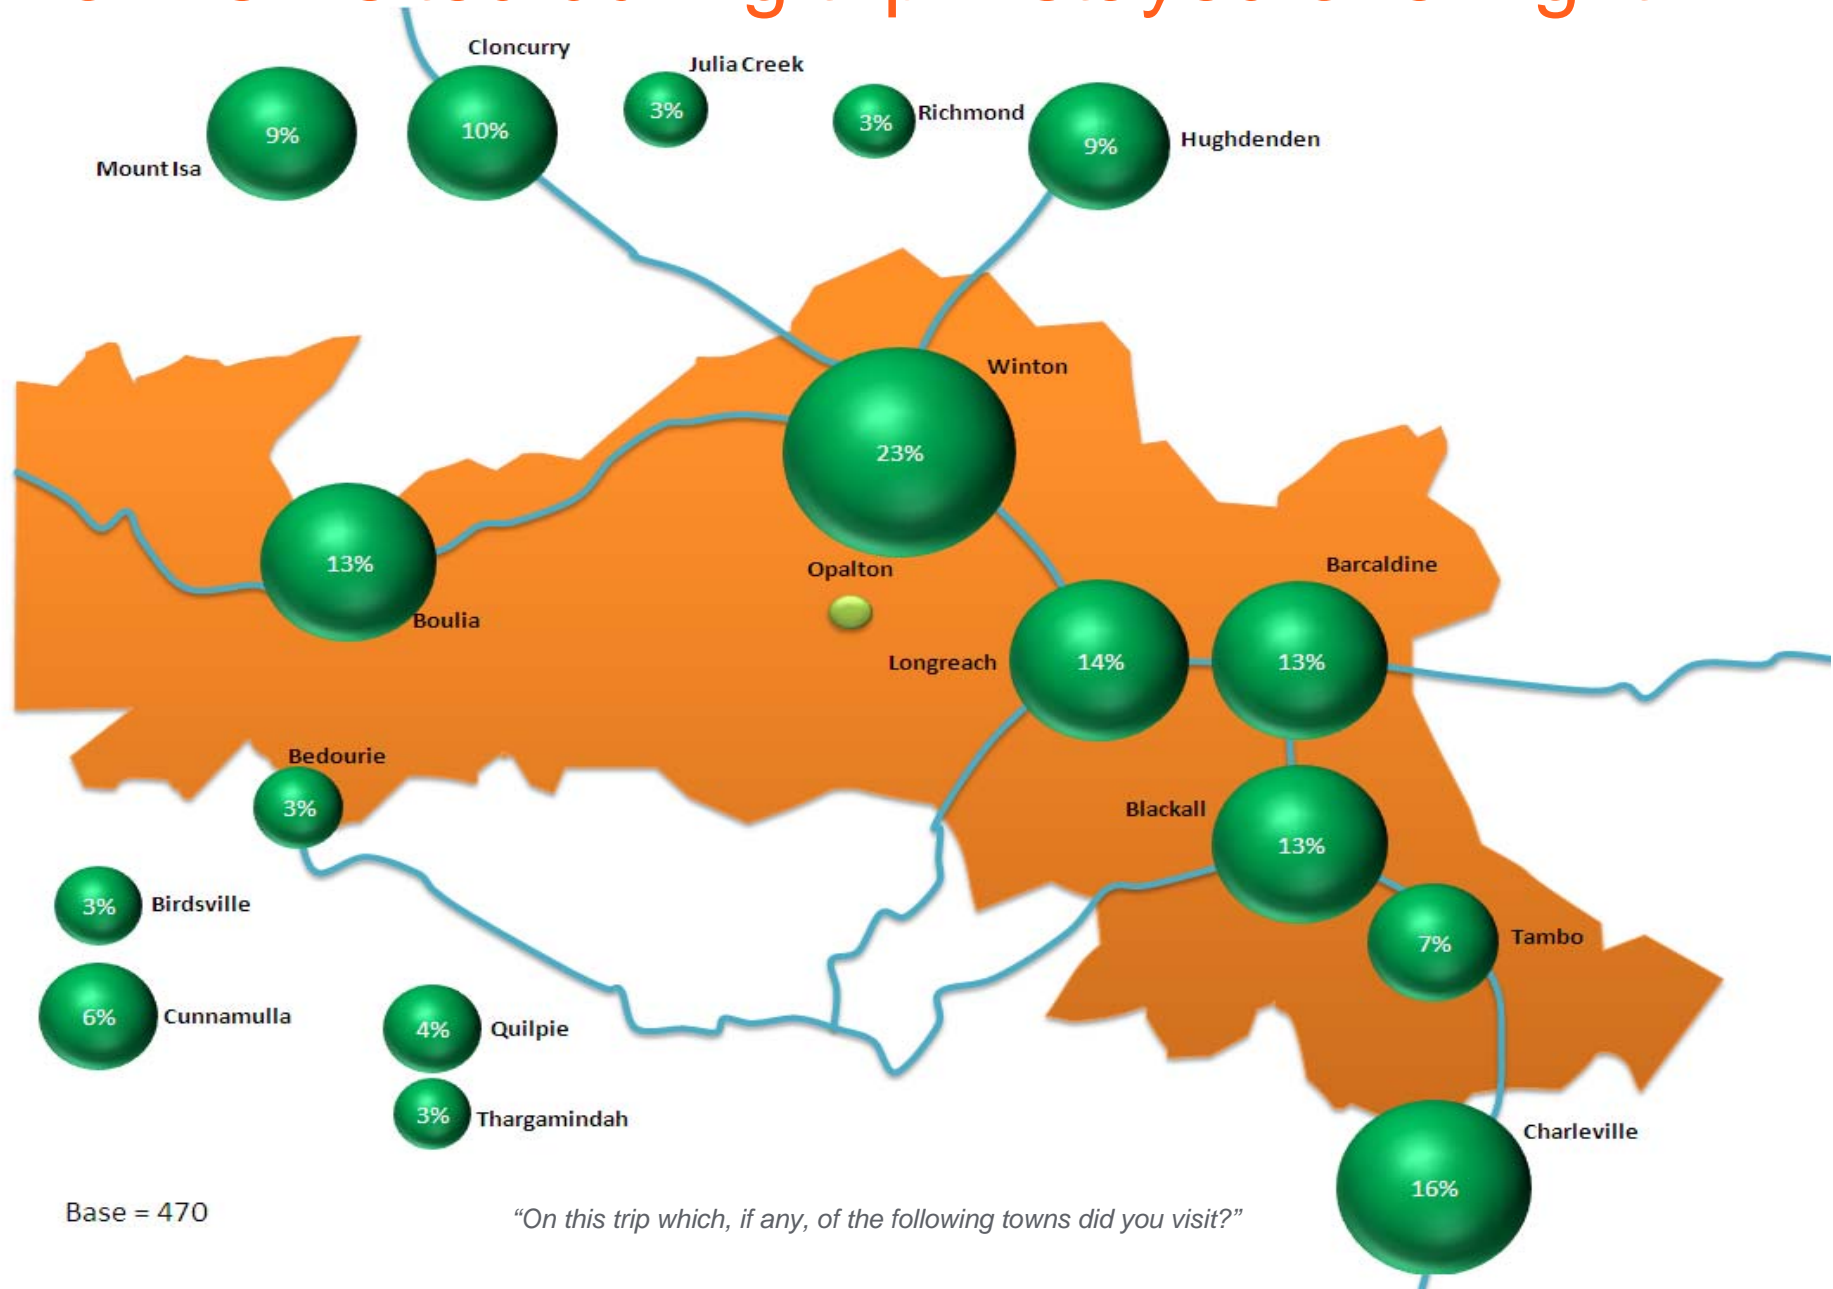 Cloncurry
Julia Creek
3%
Richmond
3%
10%
9%
Mount Isa
9%
Hughdenden
Winton
23%
13%
Boulia
Opalton
Barcaldine
Longreach
14%
13%
Bedourie
3%
Blackall
13%
3%
Birdsville
7%
Tambo
6%
Cunnamulla
4%
Quilpie
3%
Thargamindah
Charleville
16%
Base = 470
“On this trip which, if any, of the following towns did you visit?”